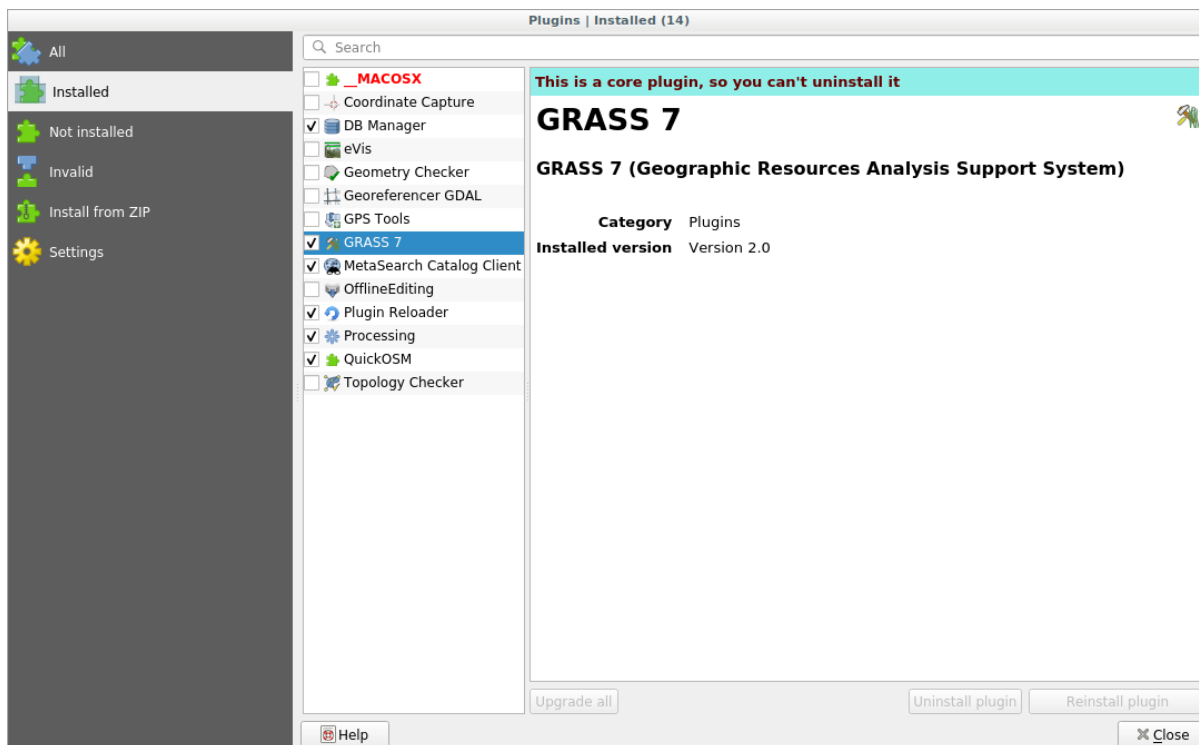 Plugins | Installed (14)
All
Installed
Not installed
Invalid
Install from ZIP
Settings
Search
__MACOSX
Coordinate Capture
DB Manager
eVis
Geometry Checker
Georeferencer GDAL
GPS Tools
GRASS 7
MetaSearch Catalog Client
OfflineEditing
Plugin Reloader
Processing
QuickOSM
Topology Checker
This is a core plugin, so you can't uninstall it
GRASS 7
GRASS 7 (Geographic Resources Analysis Support System)
Category Plugins
Installed version Version 2.0
Upgrade all Uninstall plugin Reinstall plugin
Help Close